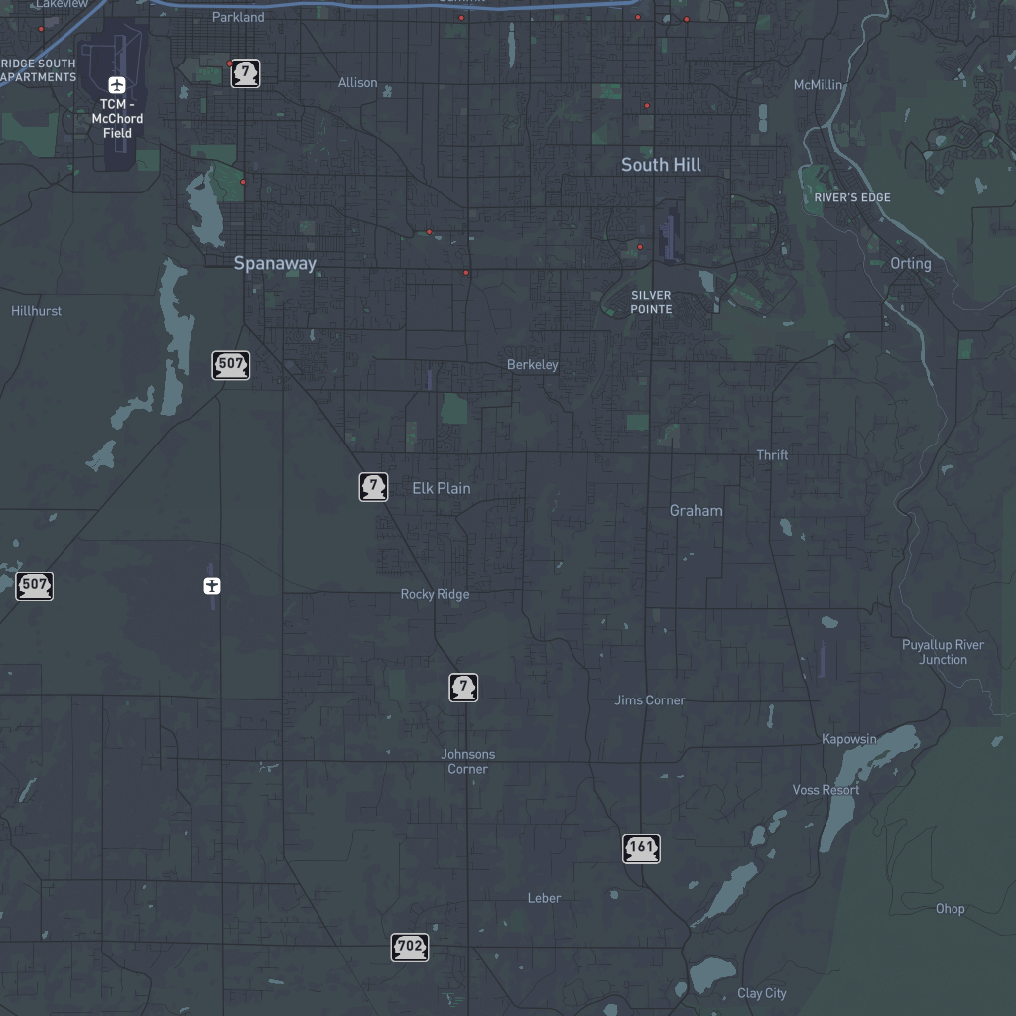 Lakeview
Parkland
RIDGE SOUTH
APARTMENTS
7
Allison
McMillin
TCM -
McChord
Field
South Hill
RIVER'S EDGE
Spanaway
Orting
SILVER
POINTE
Hillhurst
507
Berkeley
Thrift
7
Elk Plain
Graham
507
Rocky Ridge
Puyallup River
Junction
7
Jims Corner
Kapowsin
Johnsons
Corner
Voss Resort
161
Leber
Ohop
702
Clay City